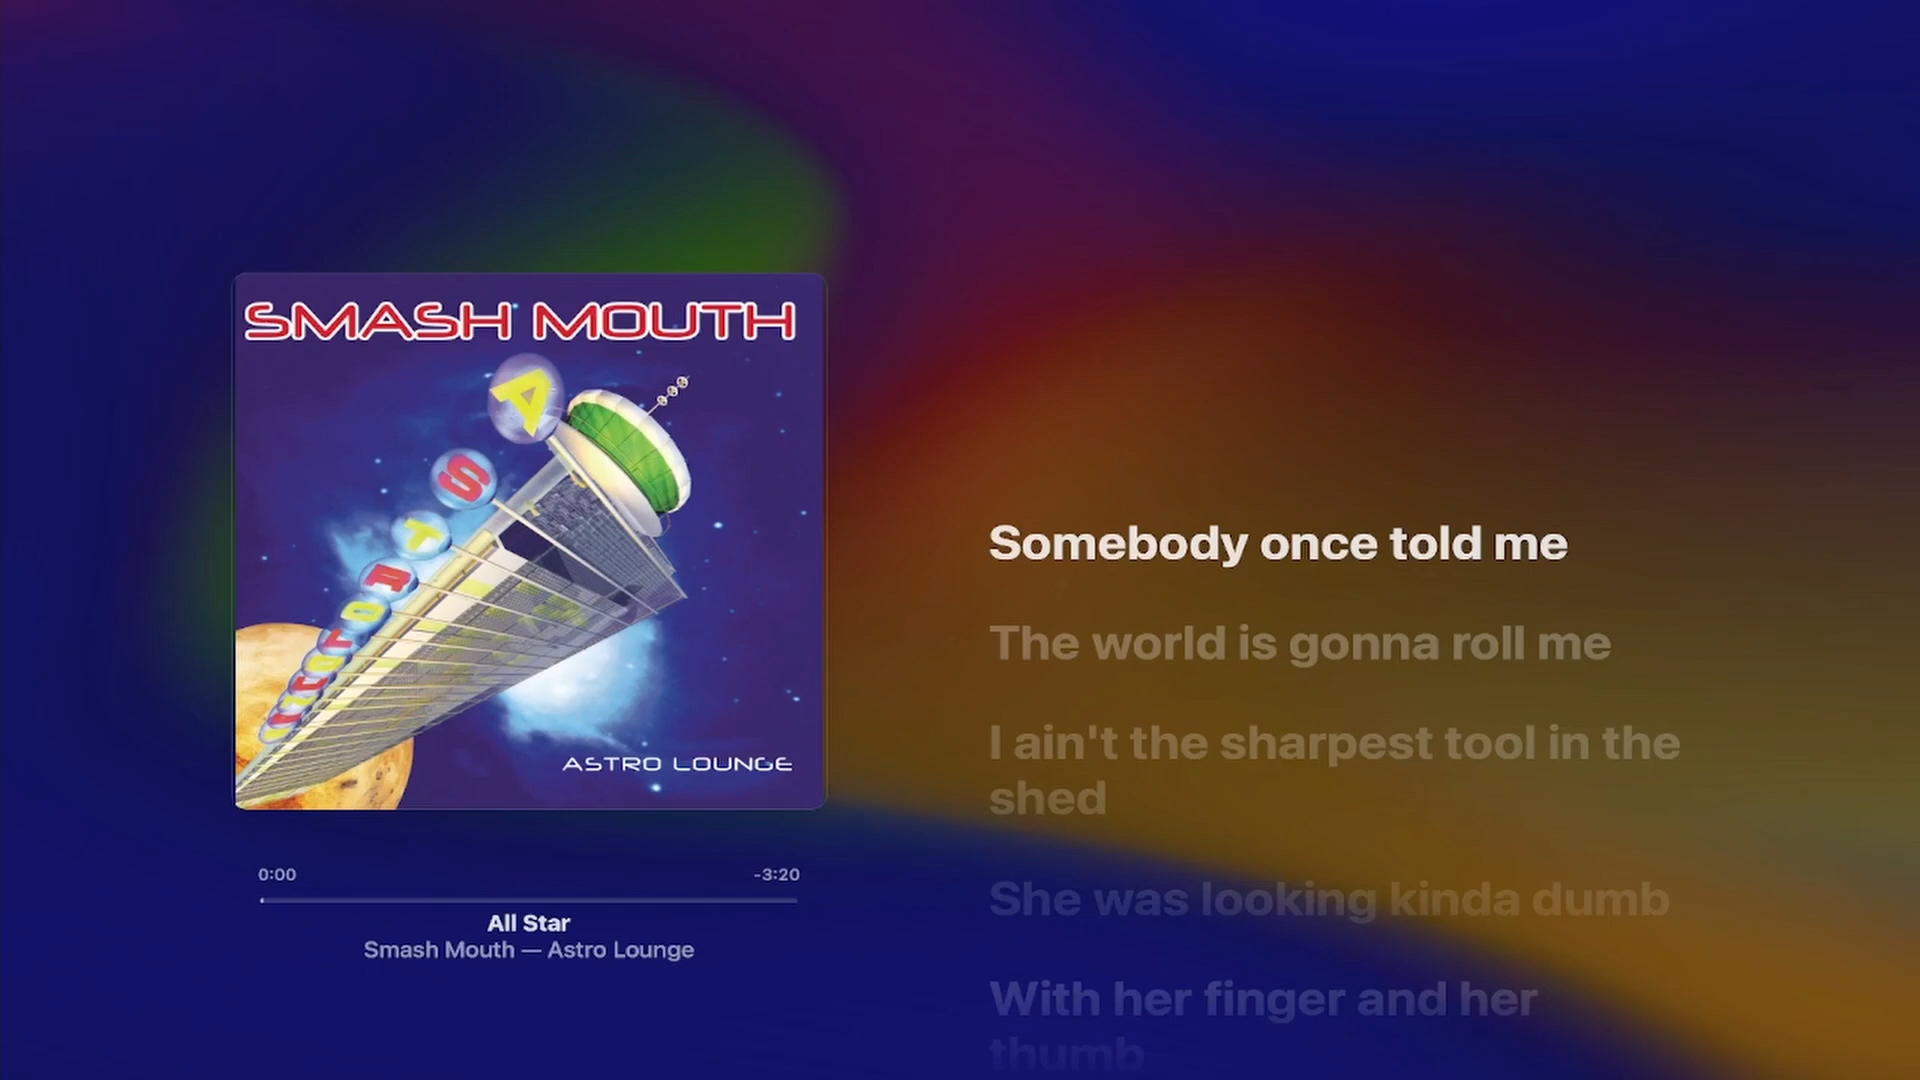 SMASH MOUTH
A
S
T
R
O
L
O
U
ASTRO LOUNGE
0:00
-3:20
All Star
Smash Mouth — Astro Lounge
Somebody once told me
The world is gonna roll me
I ain't the sharpest tool in the
shed
She was looking kinda dumb
With her finger and her
thumb